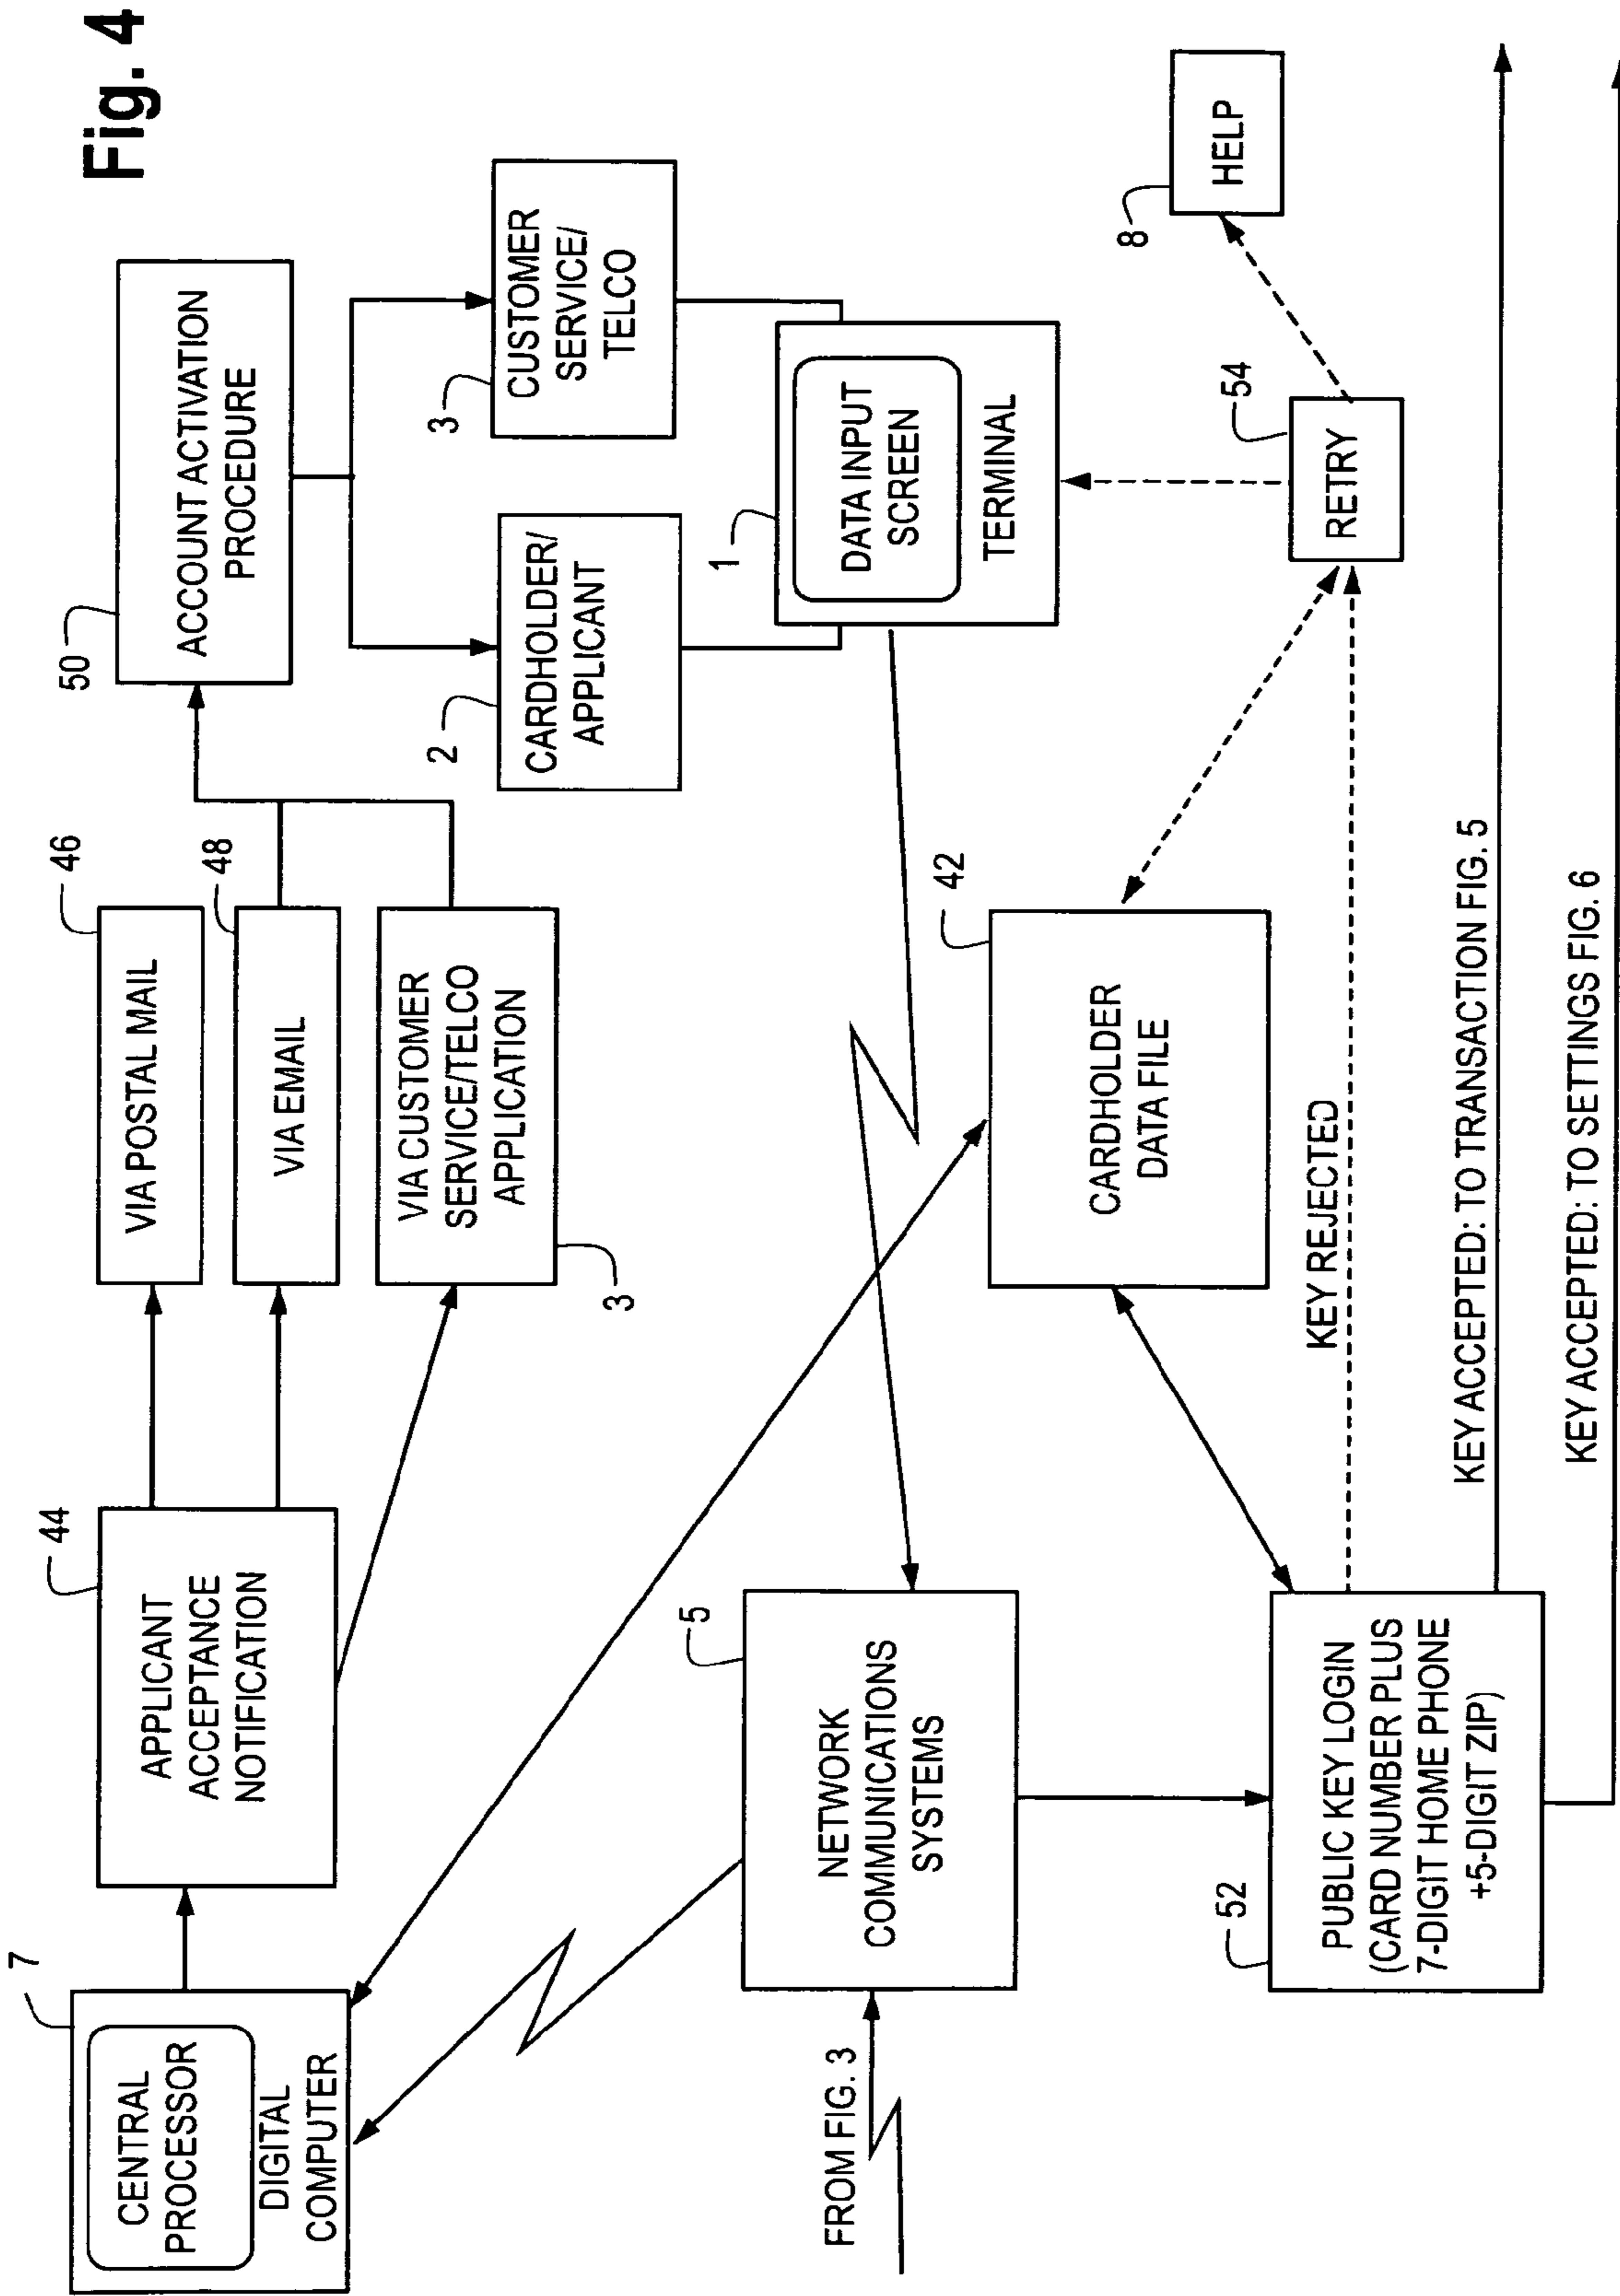 Fig. 4
7
CENTRAL
PROCESSOR
DIGITAL
COMPUTER
44
APPLICANT
ACCEPTANCE
NOTIFICATION
46
VIA POSTAL MAIL
48
VIA EMAIL
VIA CUSTOMER
SERVICE/TELCO
APPLICATION
3
50
ACCOUNT ACTIVATION
PROCEDURE
2
CARDHOLDER/
APPLICANT
3
CUSTOMER
SERVICE/
TELCO
1
DATA INPUT
SCREEN
TERMINAL
FROM FIG. 3
5
NETWORK
COMMUNICATIONS
SYSTEMS
42
CARDHOLDER
DATA FILE
54
RETRY
8
HELP
52
PUBLIC KEY LOGIN
(CARD NUMBER PLUS
7-DIGIT HOME PHONE
+5-DIGIT ZIP)
KEY REJECTED
KEY ACCEPTED: TO TRANSACTION FIG. 5
KEY ACCEPTED: TO SETTINGS FIG. 6